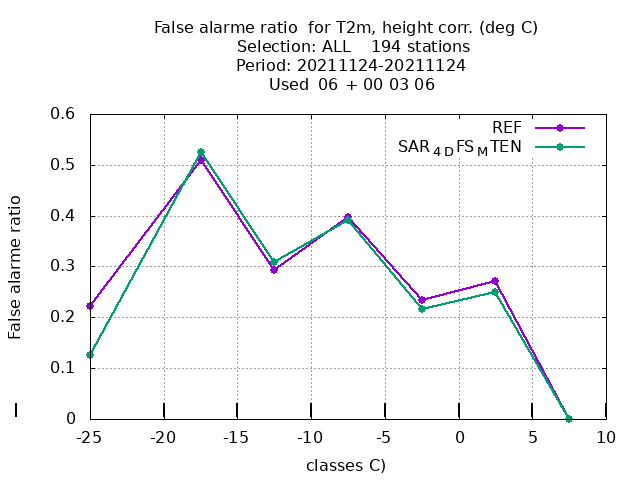 False alarme ratio  for T2m, height corr. (deg C)
Selection: ALL    194 stations
Period: 20211124-20211124
Used  06 + 00 03 06
REF
SAR4DFSMTEN
False alarme ratio
0.6
0.5
0.4
0.3
0.2
0.1
0
-25 -20 -15 -10 -5 0 5 10
classes C)